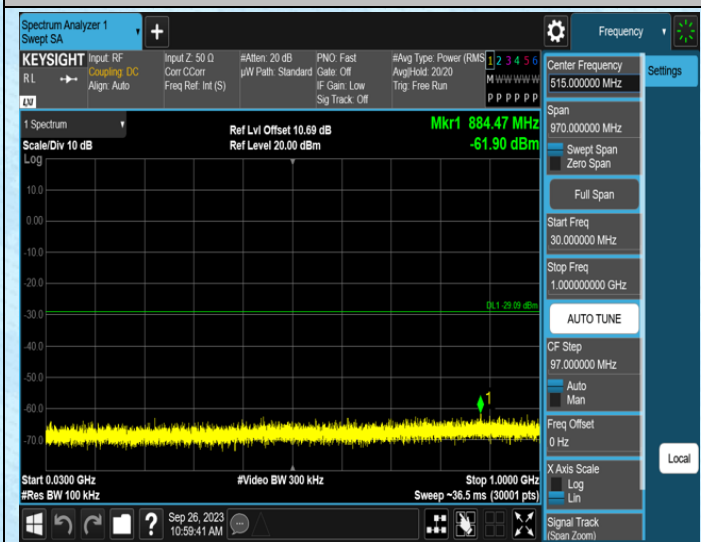 Spectrum Analyzer 1
Swept SA
Frequency
KEYSIGHT
RL
LXI
Input: RF
Coupling: DC
Align: Auto
Input Z: 50 Ω
Corr CCorr
Freq Ref: Int (S)
#Atten: 20 dB
µW Path: Standard
PNO: Fast
Gate: Off
IF Gain: Low
Sig Track: Off
#Avg Type: Power (RMS
Avg|Hold: 20/20
Trig: Free Run
1 2 3 4 5 6
M W W W W W
P P P P P P
1 Spectrum
Scale/Div 10 dB
Log
Ref Lvl Offset 10.69 dB
Ref Level 20.00 dBm
Mkr1 884.47 MHz
-61.90 dBm
10.0
0.00
-10.0
-20.0
-30.0
-40.0
-50.0
-60.0
-70.0
DL1 -29.09 dBm
1
Start 0.0300 GHz
#Res BW 100 kHz
#Video BW 300 kHz
Stop 1.0000 GHz
Sweep ~36.5 ms (30001 pts)
Sep 26, 2023
10:59:41 AM
Center Frequency
515.000000 MHz
Span
970.000000 MHz
Swept Span
Zero Span
Full Span
Start Freq
30.000000 MHz
Stop Freq
1.000000000 GHz
AUTO TUNE
CF Step
97.000000 MHz
Auto
Man
Freq Offset
0 Hz
X Axis Scale
Log
Lin
Signal Track
(Span Zoom)
Settings
Local